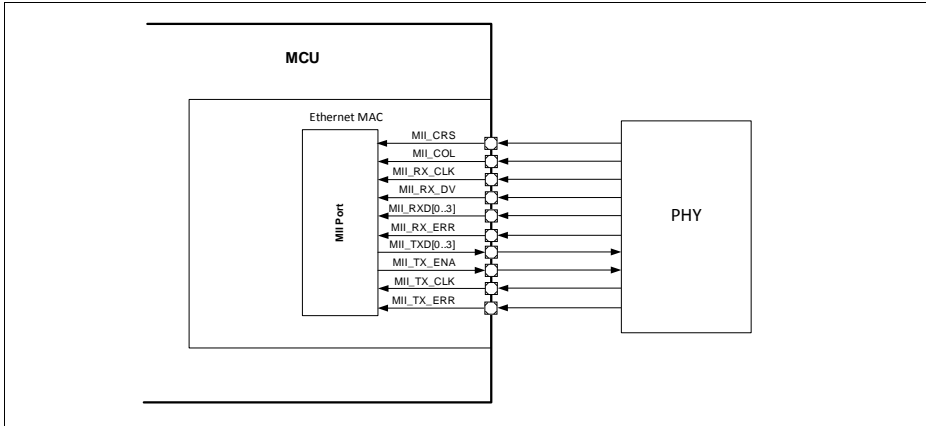 MCU
Ethernet MAC
MII Port
MII_CRS
MII_COL
MII_RX_CLK
MII_RX_DV
MII_RXD[0..3]
MII_RX_ERR
MII_TXD[0..3]
MII_TX_ENA
MII_TX_CLK
MII_TX_ERR
PHY